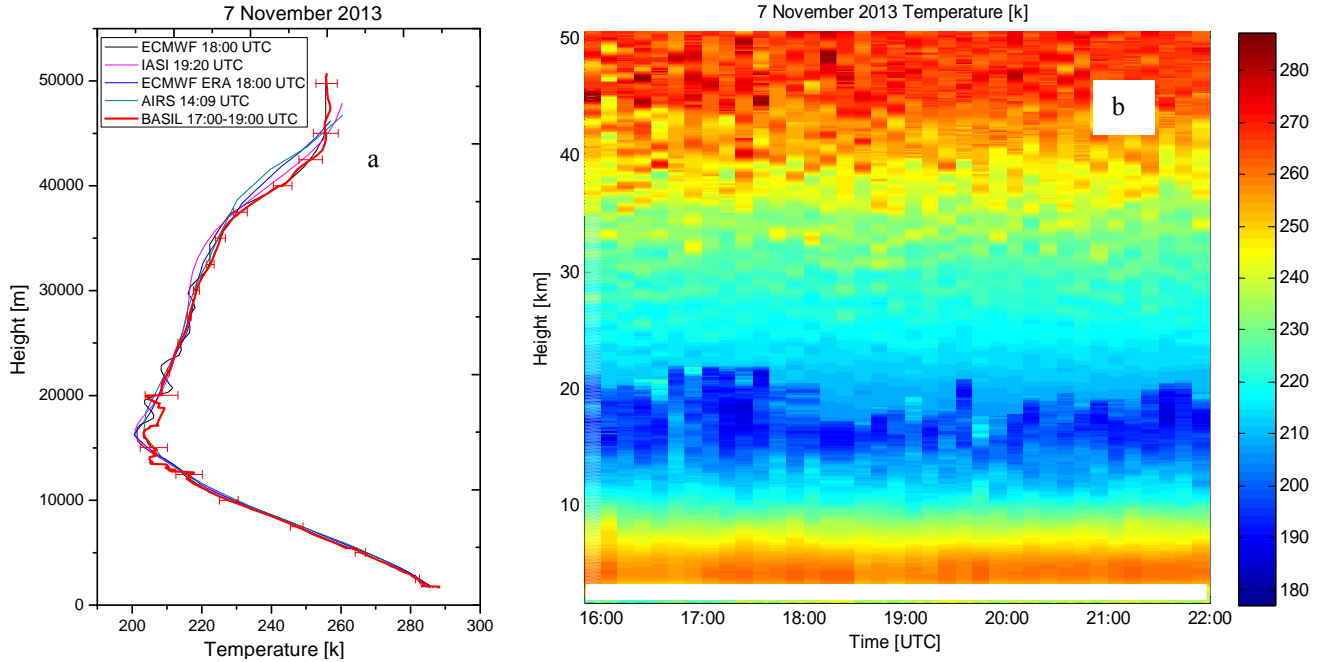 7 November 2013
ECMWF 18:00 UTC
IASI 19:20 UTC
ECMWF ERA 18:00 UTC
AIRS 14:09 UTC
BASIL 17:00-19:00 UTC
a
50000
40000
30000
20000
10000
0
Height [m]
200 220 240 260 280 300
Temperature [k]
7 November 2013 Temperature [k]
b
50
40
30
20
10
Height [km]
16:00 17:00 18:00 19:00 20:00 21:00 22:00
Time [UTC]
280
270
260
250
240
230
220
210
200
190
180